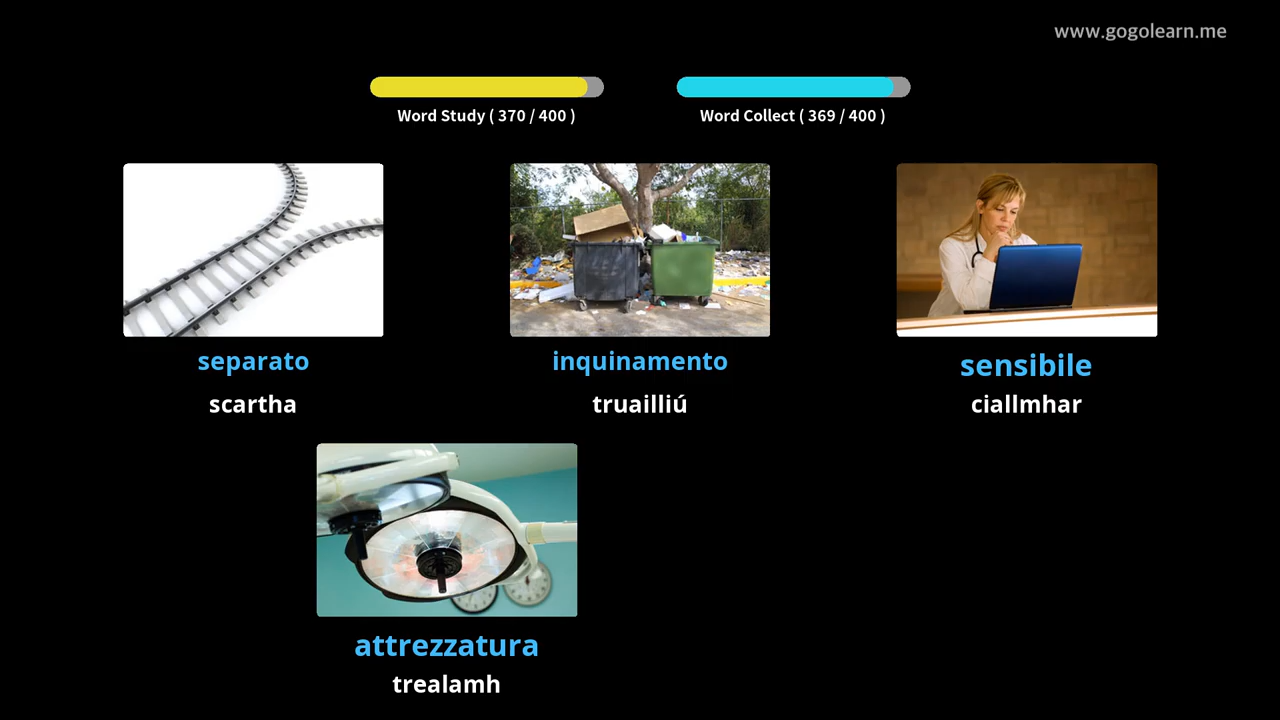 www.gogolearn.me
Word Study ( 370 / 400 )
Word Collect ( 369 / 400 )
separato
scartha
inquinamento
truailliú
sensibile
ciallmhar
attrezzatura
trealamh